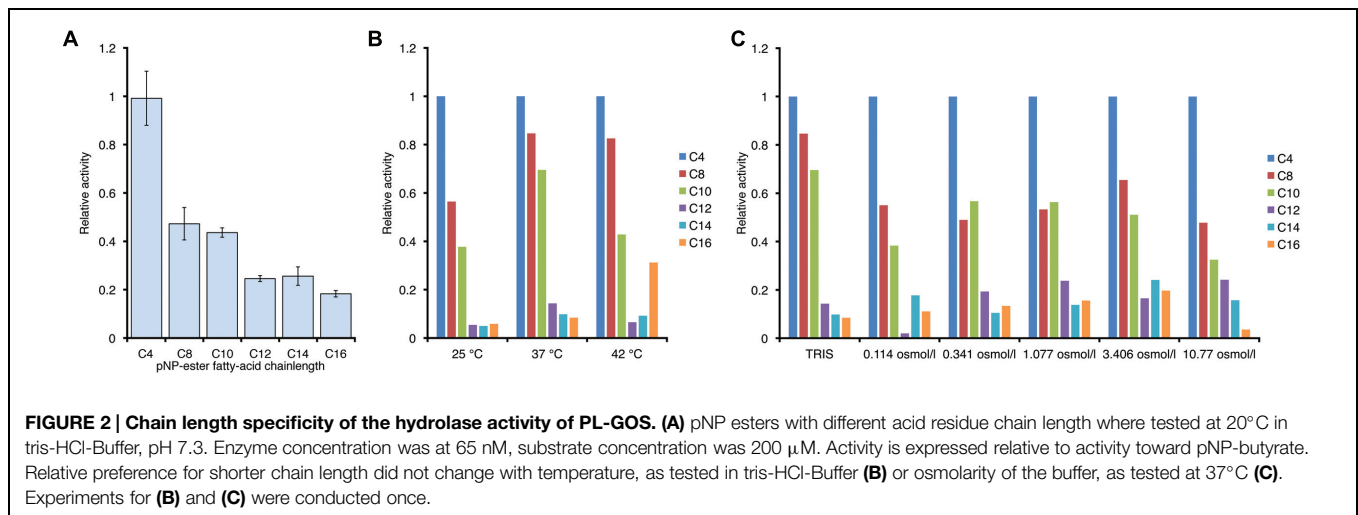 A
1.2
1
0.8
0.6
0.4
0.2
0
Relative activity
C4 C8 C10 C12 C14 C16
pNP-ester fatty-acid chainlength
B
1.2
1
0.8
0.6
0.4
0.2
0
Relative activity
25 °C 37 °C 42 °C
C4
C8
C10
C12
C14
C16
C
1.2
1
0.8
0.6
0.4
0.2
0
Relative activity
TRIS 0.114 osmol/l 0.341 osmol/l 1.077 osmol/l 3.406 osmol/l 10.77 osmol/l
C4
C8
C10
C12
C14
C16
FIGURE 2 | Chain length specificity of the hydrolase activity of PL-GOS. (A) pNP esters with different acid residue chain length where tested at 20°C in
tris-HCl-Buffer, pH 7.3. Enzyme concentration was at 65 nM, substrate concentration was 200 μM. Activity is expressed relative to activity toward pNP-butyrate.
Relative preference for shorter chain length did not change with temperature, as tested in tris-HCl-Buffer (B) or osmolarity of the buffer, as tested at 37°C (C).
Experiments for (B) and (C) were conducted once.